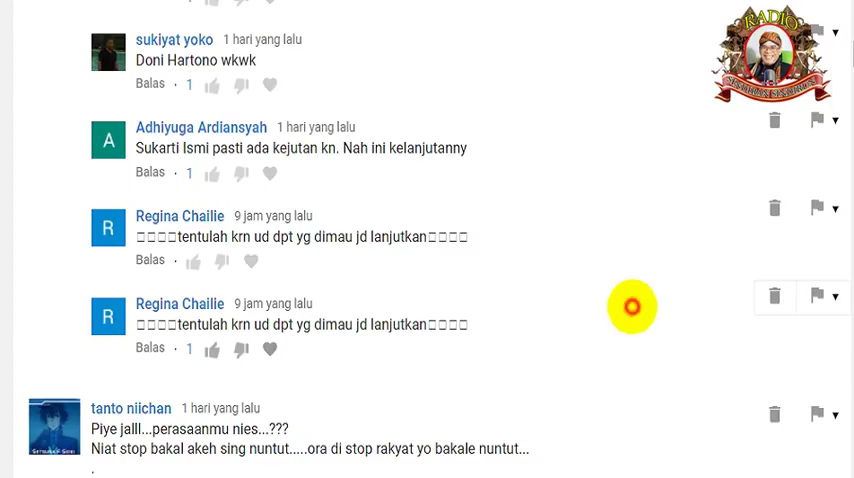 sukiyat yoko 1 hari yang lalu
Doni Hartono wkwk
Balas · 1
RADIO
A
Adhiyuga Ardiansyah 1 hari yang lalu
Sukarti Ismi pasti ada kejutan kn. Nah ini kelanjutanny
Balas · 1
R
Regina Chailie 9 jam yang lalu
□□□□tentulah krn ud dpt yg dimau jd lanjutkan□□□□
Balas ·
R
Regina Chailie 9 jam yang lalu
□□□□tentulah krn ud dpt yg dimau jd lanjutkan□□□□
Balas · 1
tanto niichan 1 hari yang lalu
Piye jalll...perasaanmu nies...???
Niat stop bakal akeh sing nuntut.....ora di stop rakyat yo bakale nuntut...
.